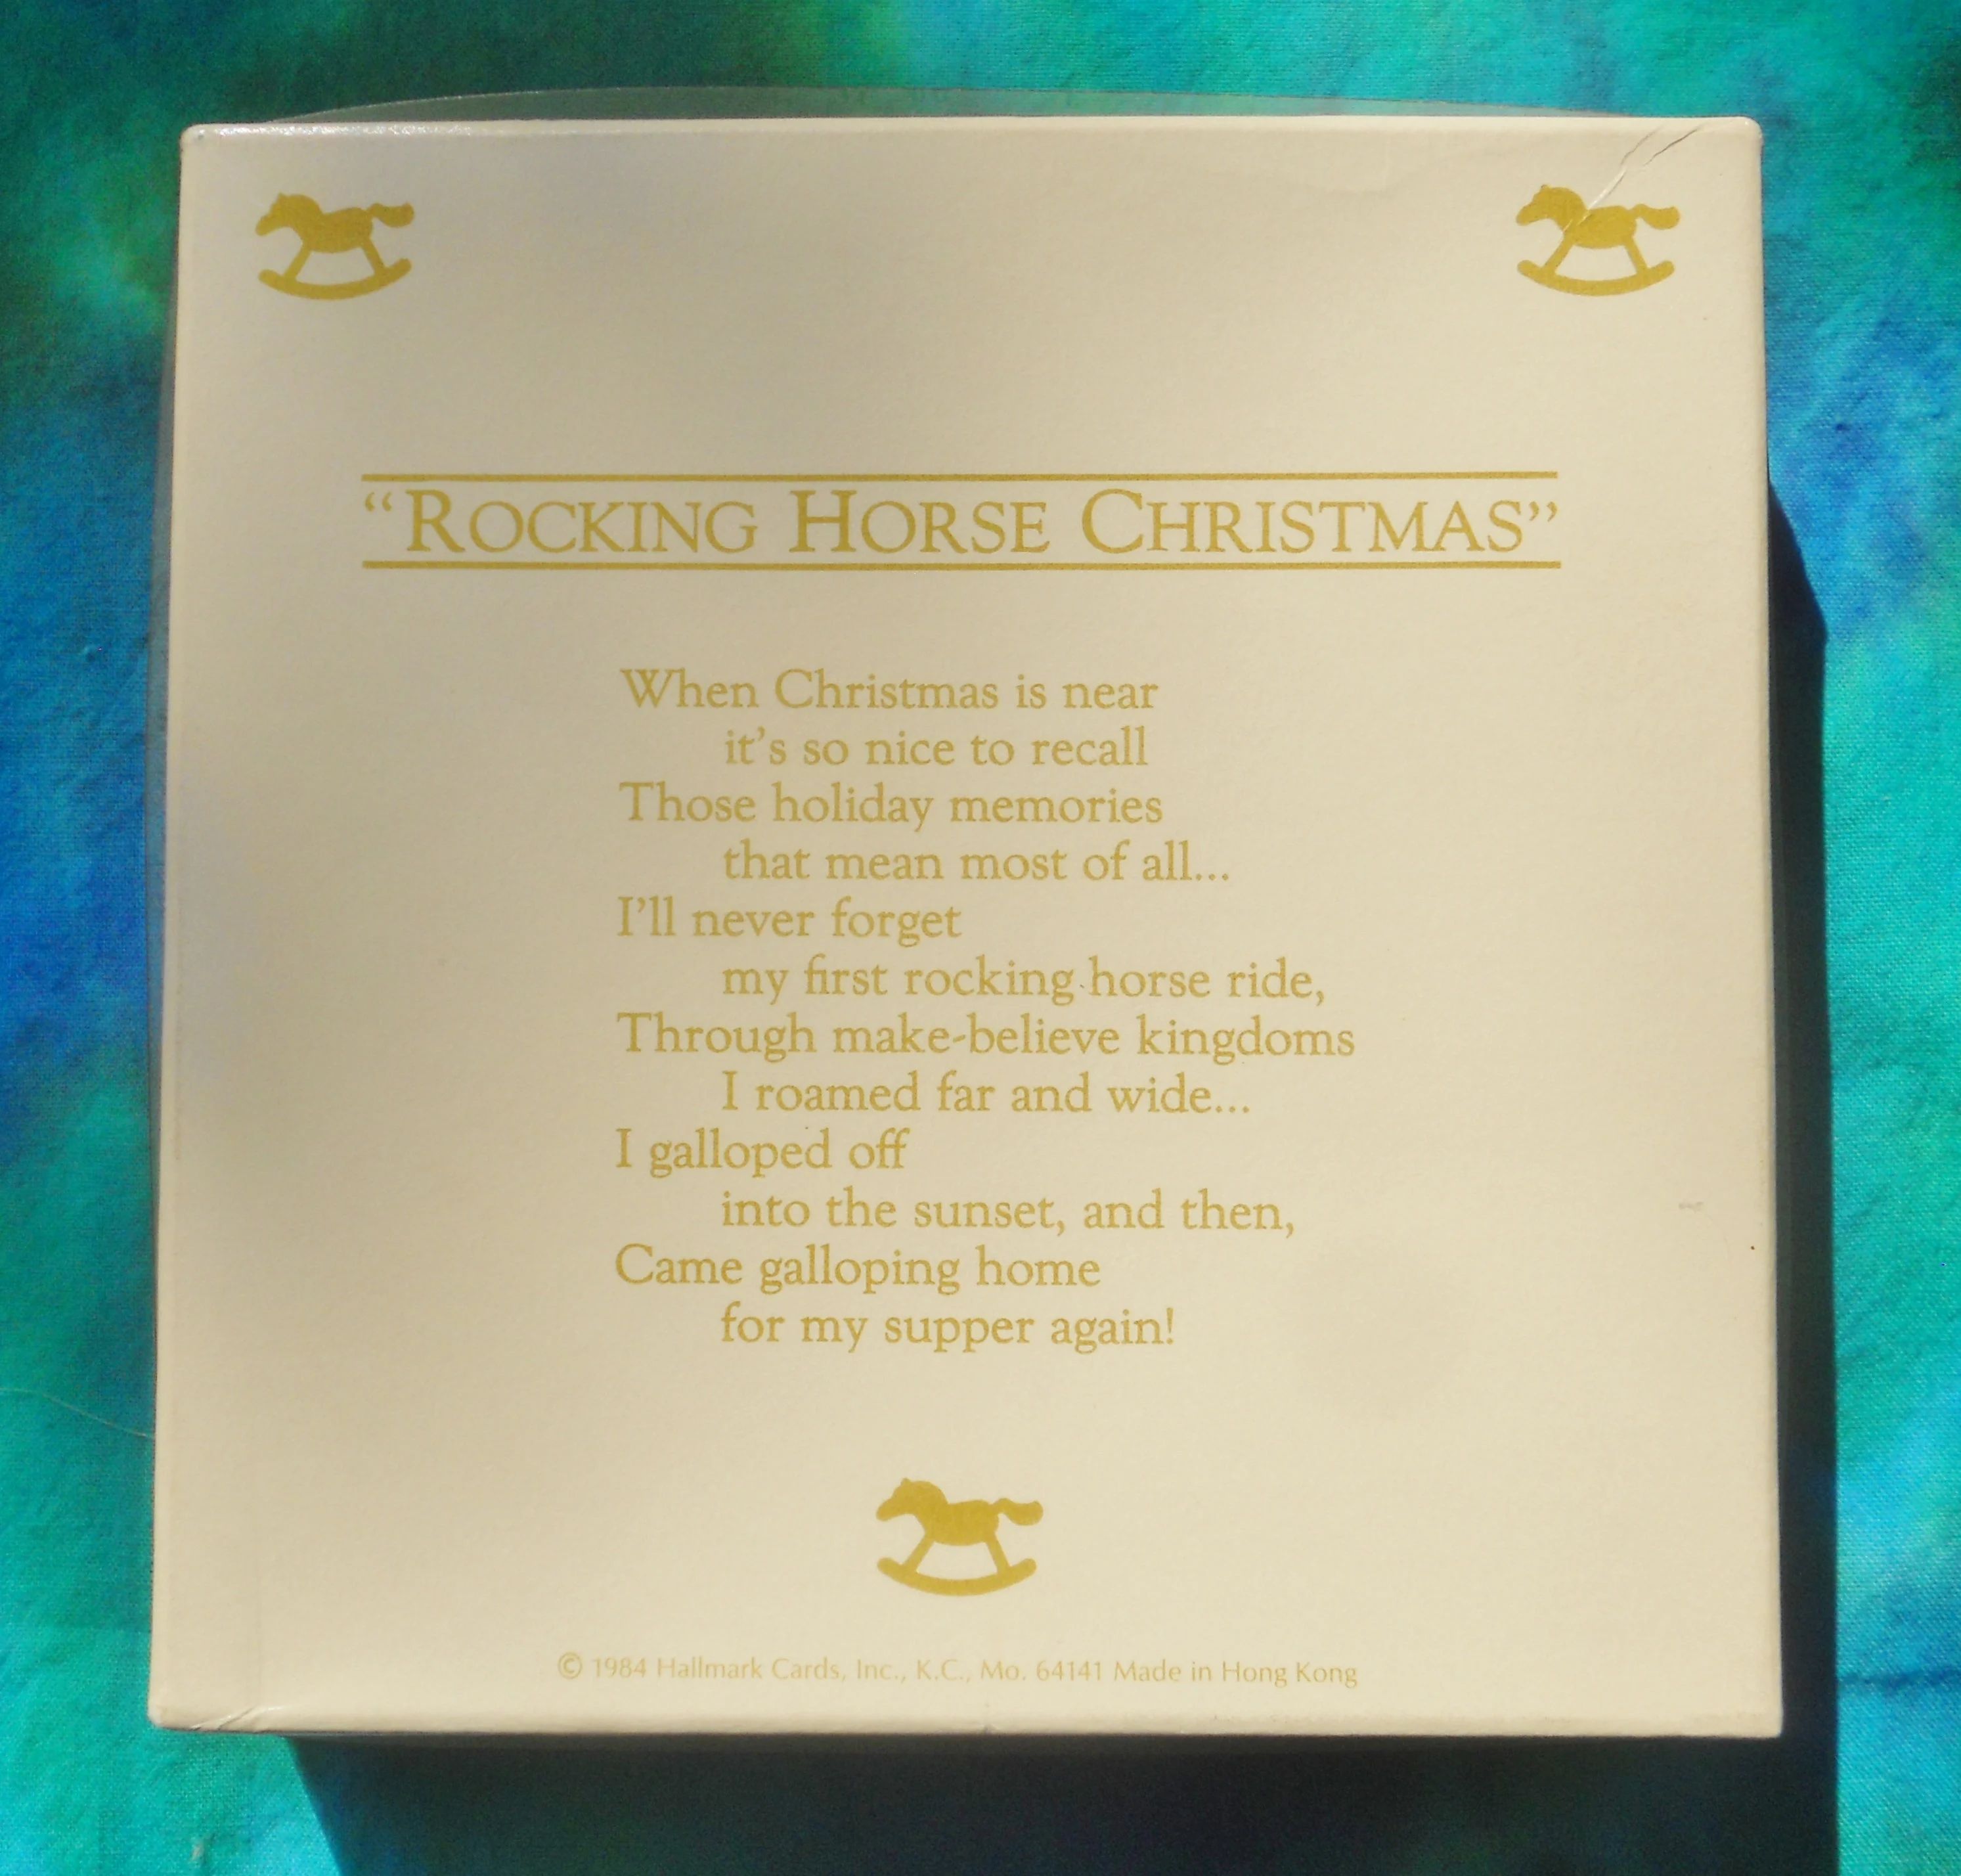 “ROCKING HORSE CHRISTMAS”
When Christmas is near
it’s so nice to recall
Those holiday memories
that mean most of all...
I’ll never forget
my first rocking horse ride,
Through make-believe kingdoms
I roamed far and wide...
I galloped off
into the sunset, and then,
Came galloping home
for my supper again!
© 1984 Hallmark Cards, Inc., K.C., Mo. 64141 Made in Hong Kong